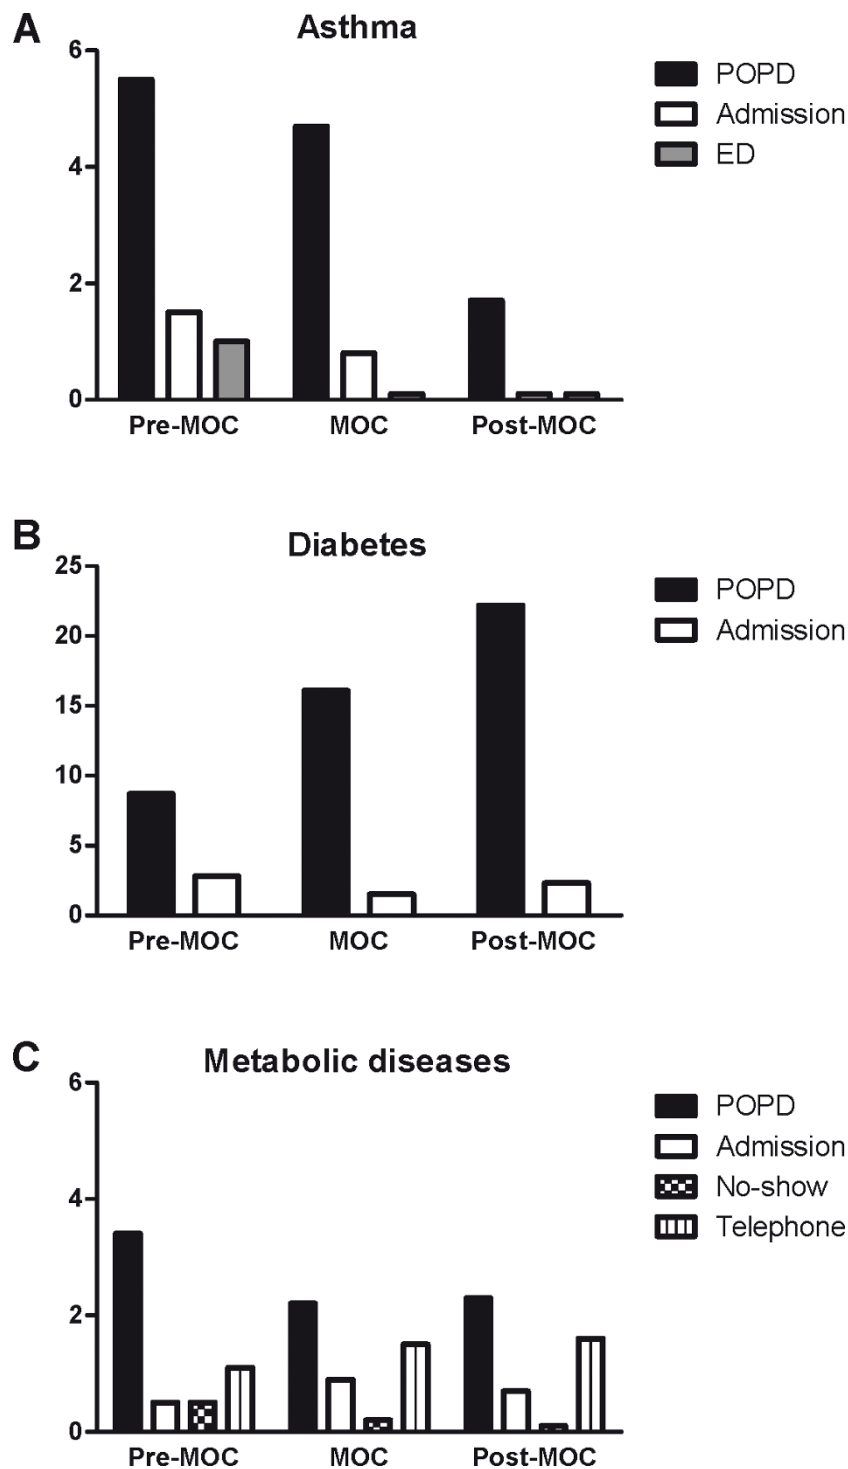 A
Asthma
6
4
2
0
Pre-MOC
MOC
Post-MOC
POPD
Admission
ED
B
Diabetes
25
20
15
10
5
0
Pre-MOC
MOC
Post-MOC
POPD
Admission
C
Metabolic diseases
6
4
2
0
Pre-MOC
MOC
Post-MOC
POPD
Admission
No-show
Telephone